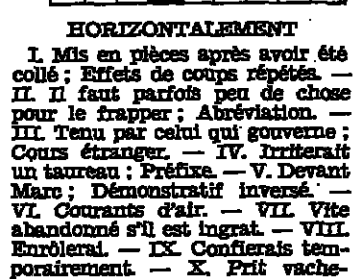 HORIZONTALEMENT
I. Mis en pièces après avoir été
collé ; Effets de coups répétés. —
II. Il faut parfois peu de chose
pour le frapper ; Abréviation. —
III. Tenu par celui qui gouverne ;
Cours étranger. — IV. Irriterait
un taureau ; Préfixe. — V. Devant
Marc ; Démonstratif inversé. —
VI. Courants d'air. — VII. Vite
abandonné s'il est ingrat. — VIII.
Enrôlerai. — IX. Confierais tem-
porairement. — X. Prit vache-